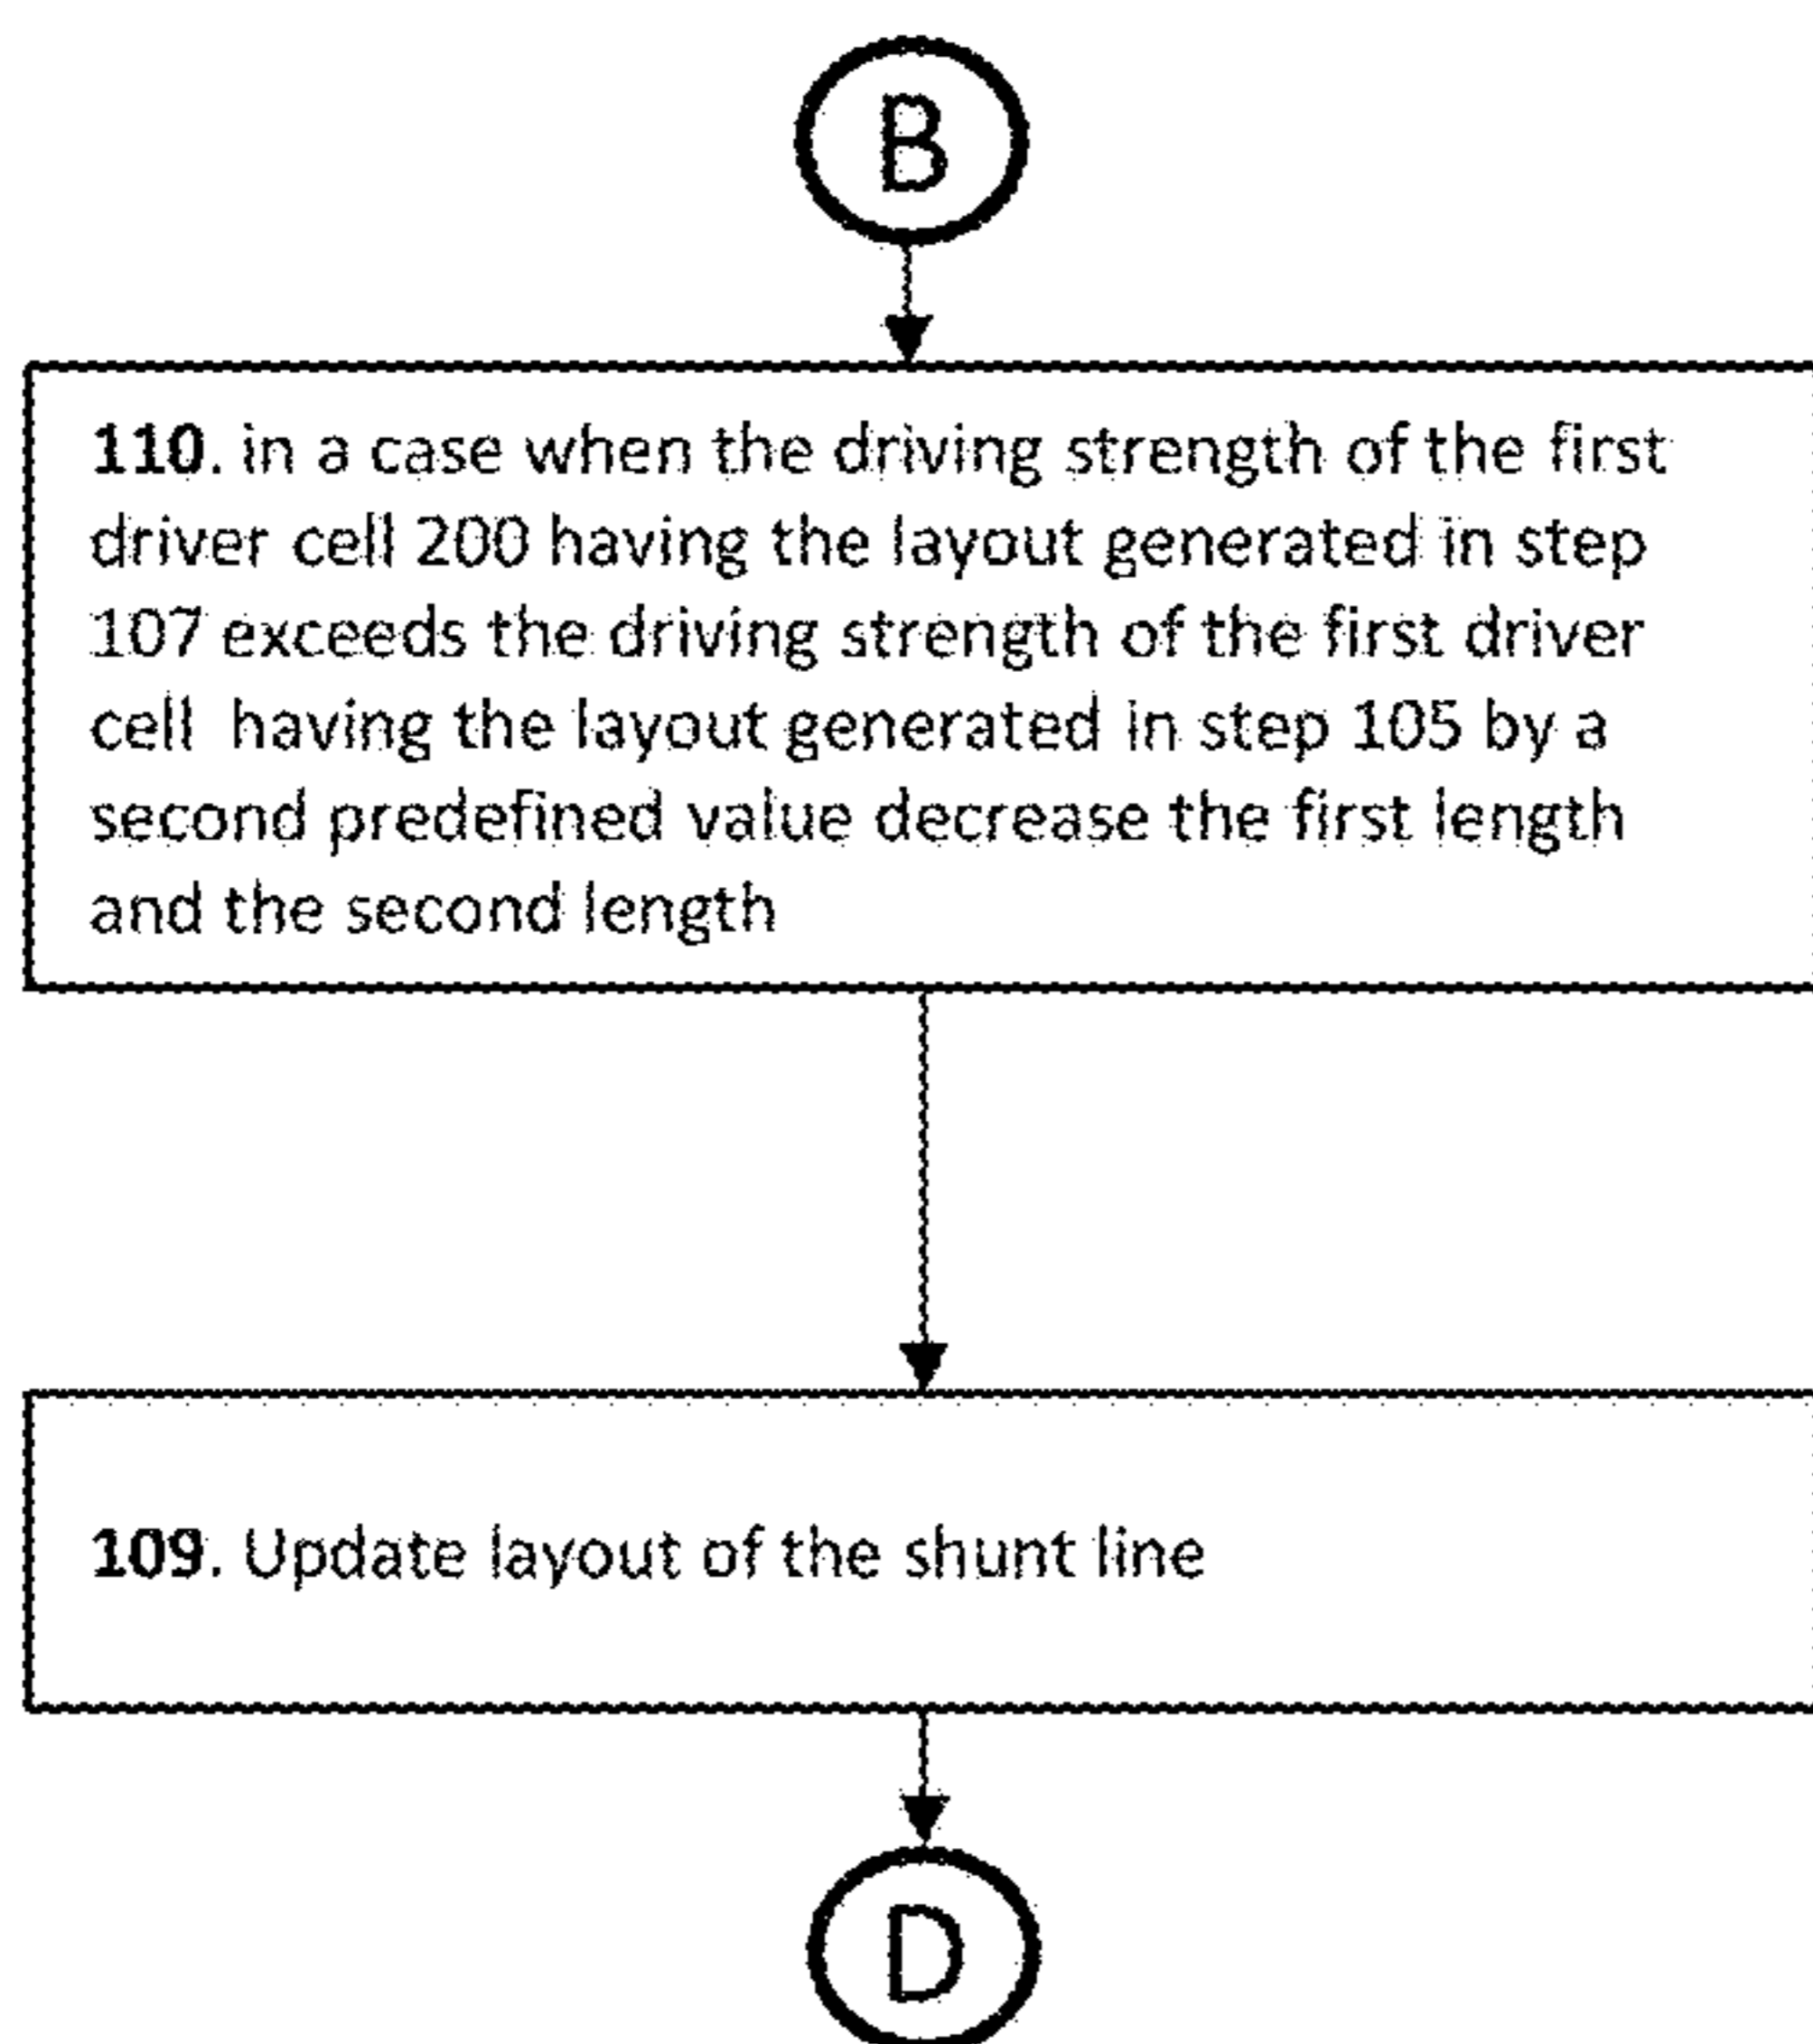 B
110. in a case when the driving strength of the first
driver cell 200 having the layout generated in step
107 exceeds the driving strength of the first driver
cell having the layout generated in step 105 by a
second predefined value decrease the first length
and the second length
109. Update layout of the shunt line
D